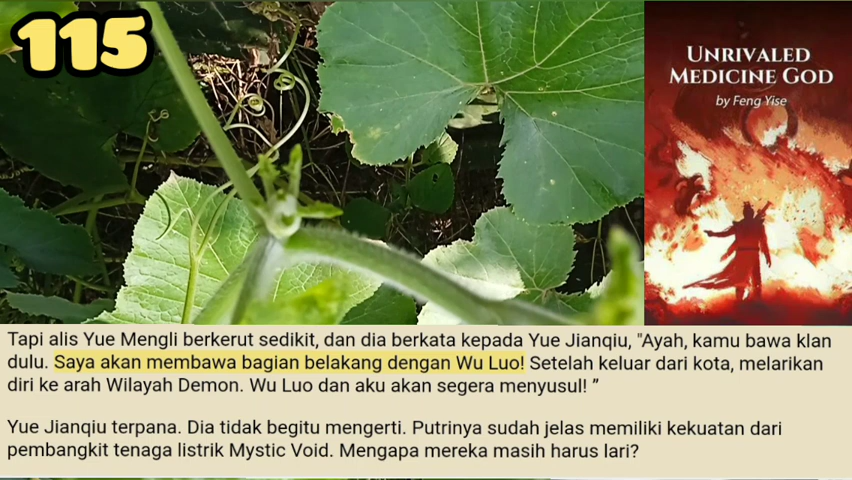 115
UNRIVALED
MEDICINE GOD
by Feng Yise
Tapi alis Yue Mengli berkerut sedikit, dan dia berkata kepada Yue Jianqiu, "Ayah, kamu bawa klan
dulu. Saya akan membawa bagian belakang dengan Wu Luo! Setelah keluar dari kota, melarikan
diri ke arah Wilayah Demon. Wu Luo dan aku akan segera menyusul! ”
Yue Jianqiu terpana. Dia tidak begitu mengerti. Putrinya sudah jelas memiliki kekuatan dari
pembangkit tenaga listrik Mystic Void. Mengapa mereka masih harus lari?